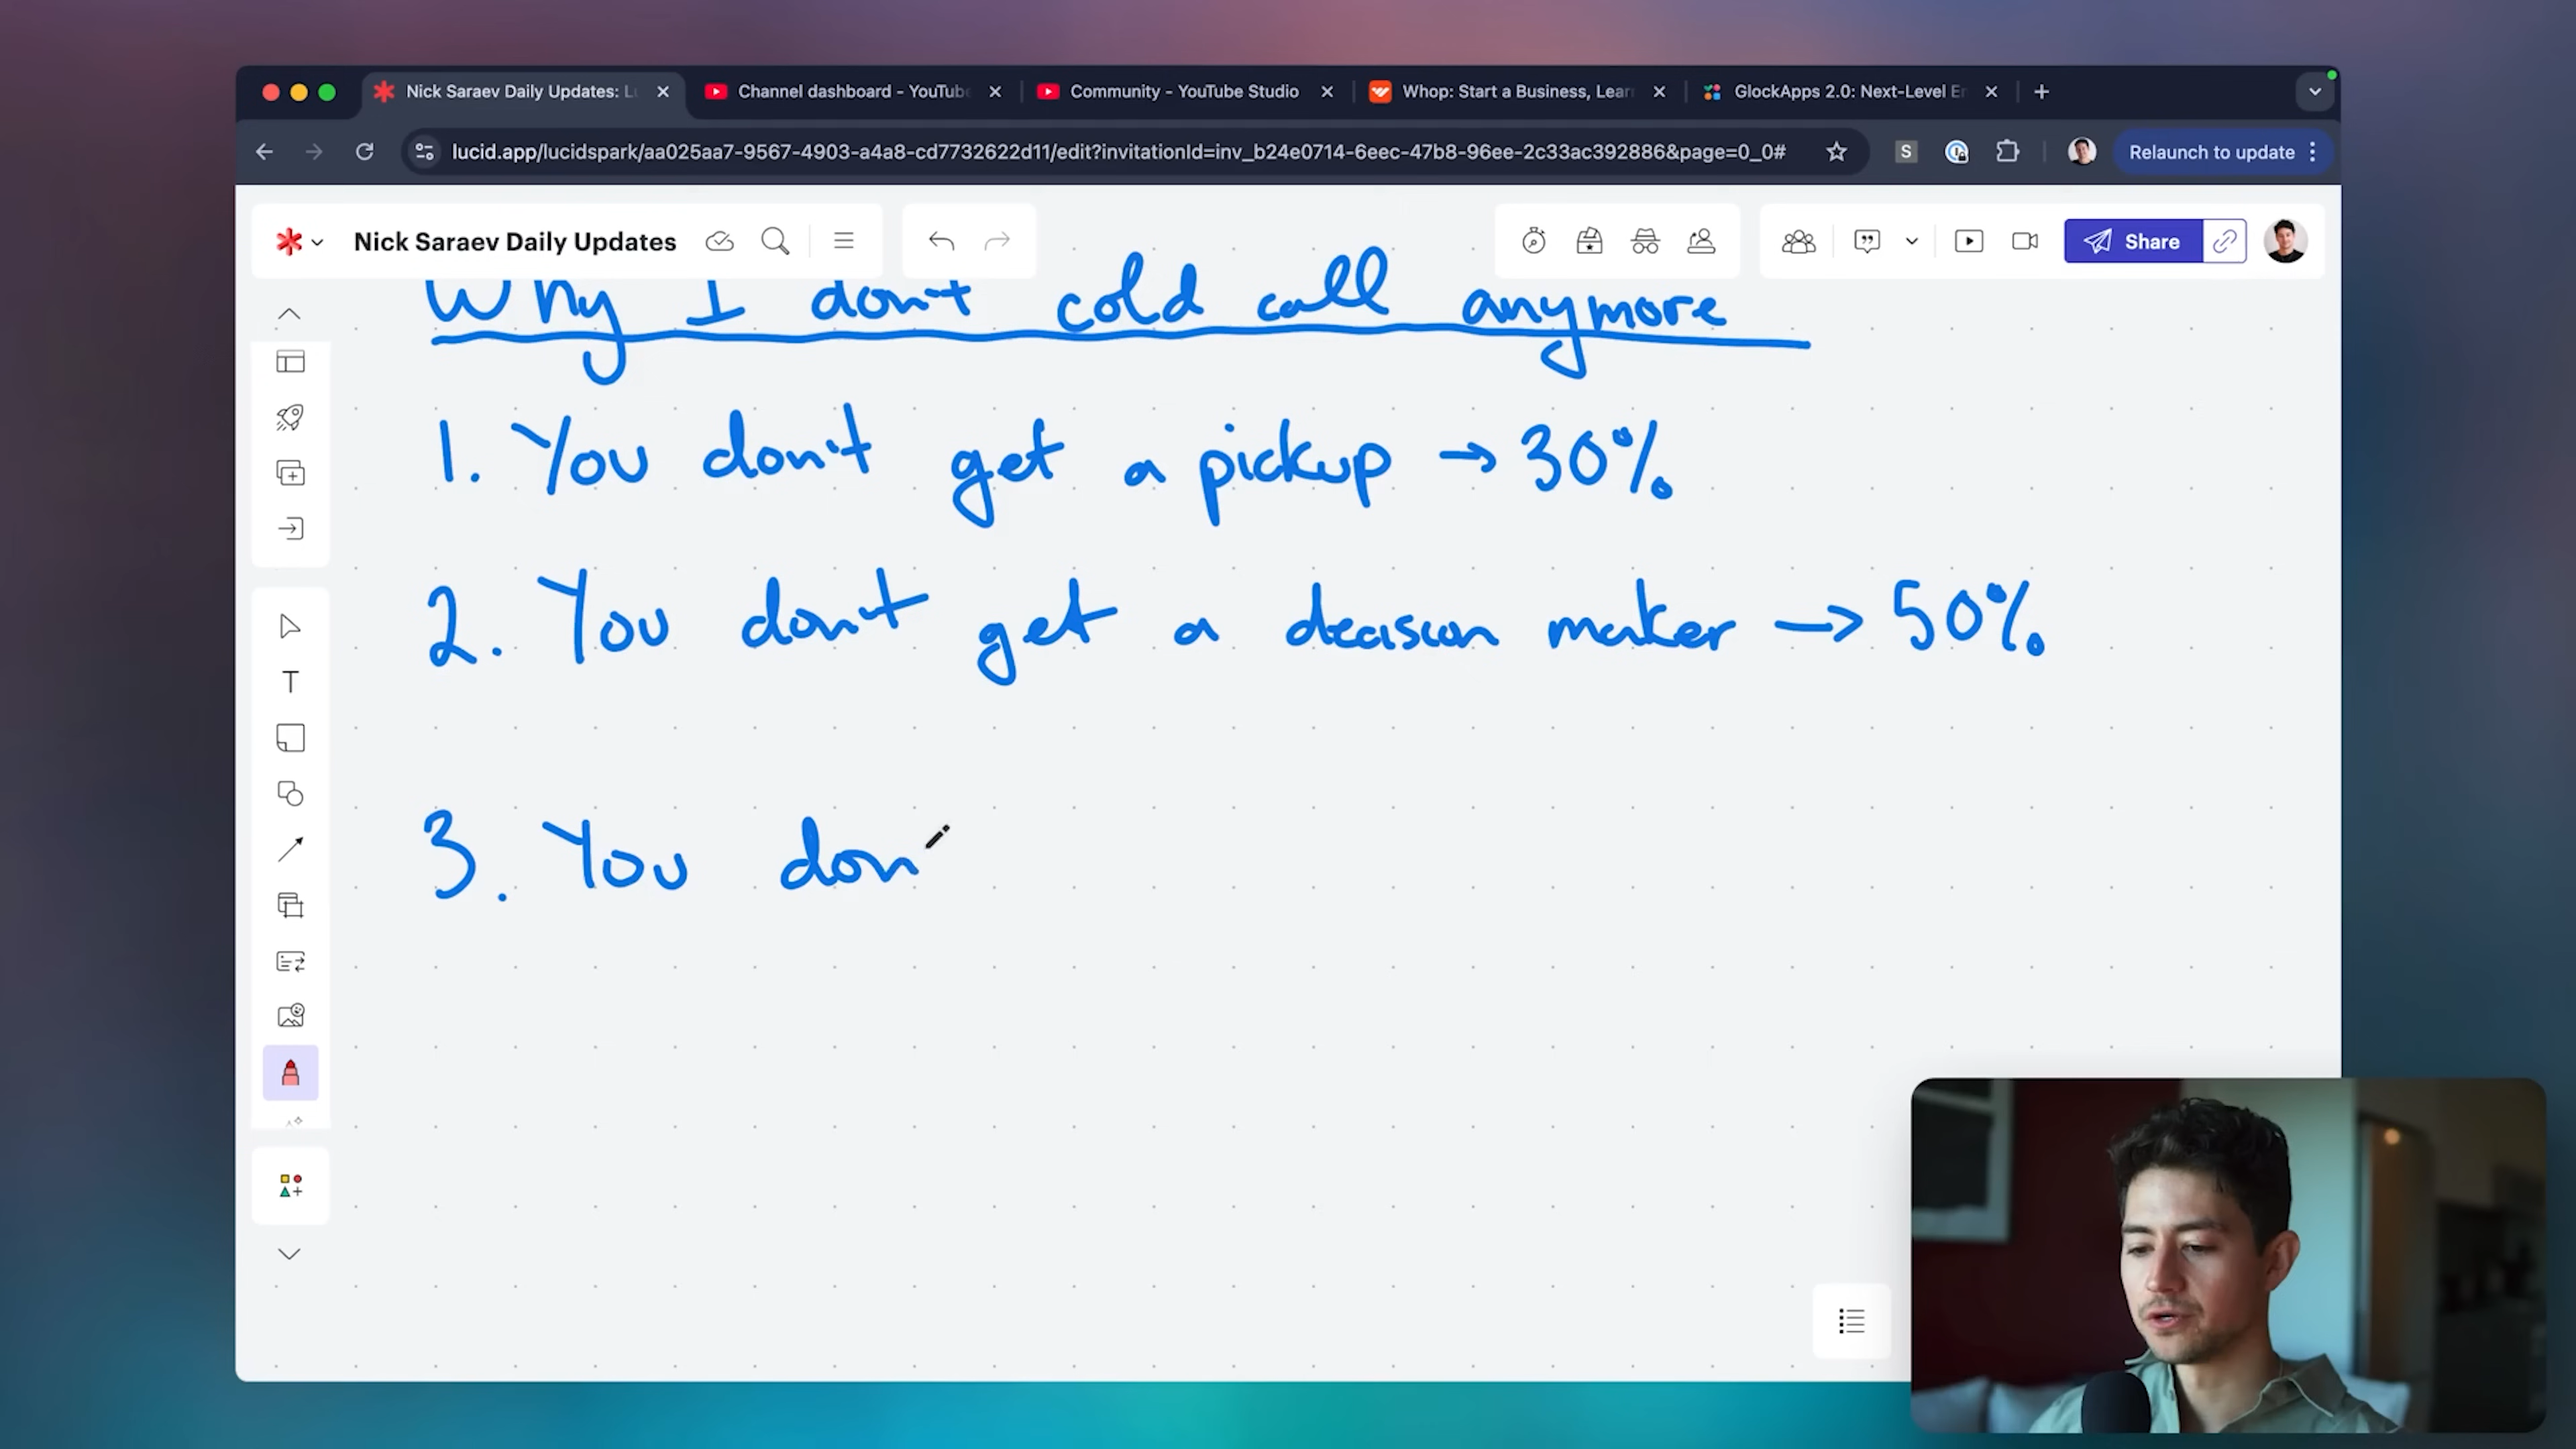 Nick Saraev Daily Updates: Lu
Channel dashboard - YouTube
Community - YouTube Studio
Whop: Start a Business, Lear
GlockApps 2.0: Next-Level Em
lucid.app/lucidspark/aa025aa7-9567-4903-a4a8-cd7732622d11/edit?invitationId=inv_b24e0714-6eec-47b8-96ee-2c33ac392886&page=0_0#
S
Relaunch to update
Nick Saraev Daily Updates
Share
Why I don't cold call anymore
1. You don't get a pickup → 30%
2. You don't get a decision maker → 50%
3. You don
T